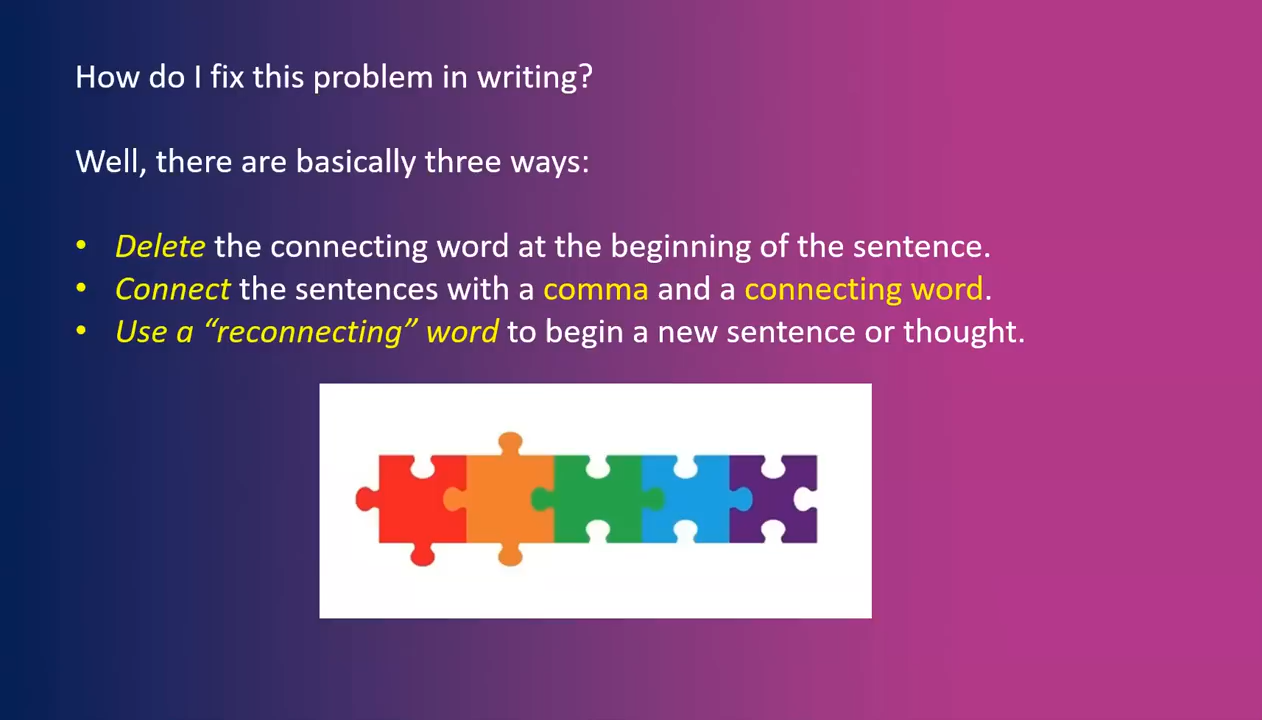 How do I fix this problem in writing?
Well, there are basically three ways:
• Delete the connecting word at the beginning of the sentence.
• Connect the sentences with a comma and a connecting word.
• Use a “reconnecting” word to begin a new sentence or thought.